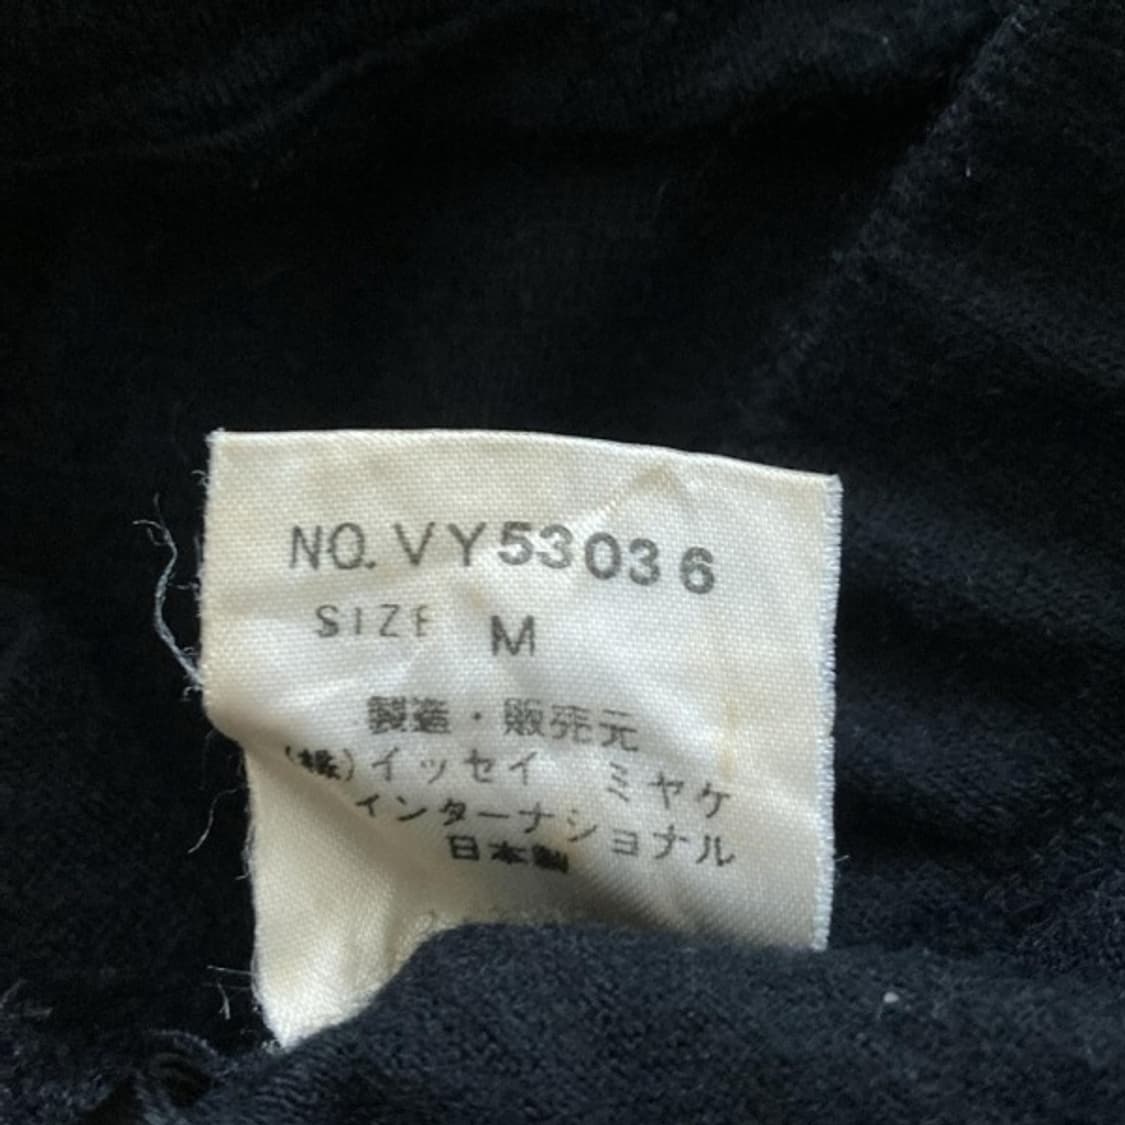 NO. VY53036
SIZE M
製造・販売元
(株)イッセイ ミヤケ
インターナショナル
日本製